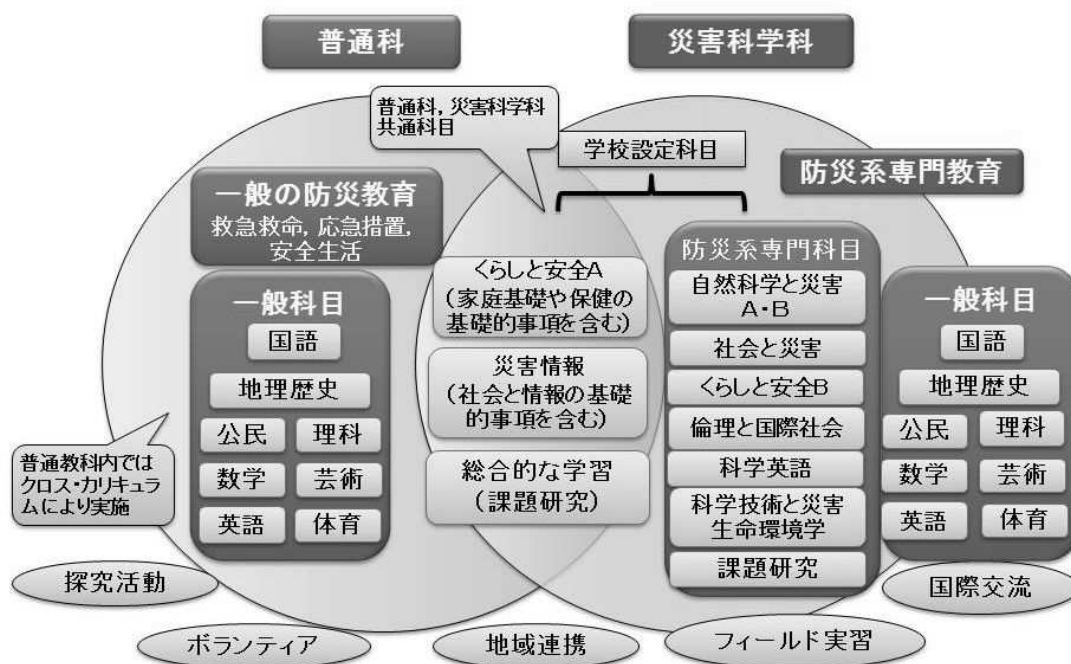 普通科
災害科学科
普通科,災害科学科
共通科目
学校設定科目
防災系専門教育
一般の防災教育
救急救命,応急措置,
安全生活
一般科目
国語
地理歴史
公民
理科
数学
芸術
英語
体育
普通教科内では
クロス・カリキュラ
ムにより実施
くらしと安全A
(家庭基礎や保健の
基礎的事項を含む)
災害情報
(社会と情報の基礎
的事項を含む)
総合的な学習
(課題研究)
防災系専門科目
自然科学と災害
A・B
社会と災害
くらしと安全B
倫理と国際社会
科学英語
科学技術と災害
生命環境学
課題研究
一般科目
国語
地理歴史
公民
理科
数学
芸術
英語
体育
探究活動
ボランティア
地域連携
フィールド実習
国際交流